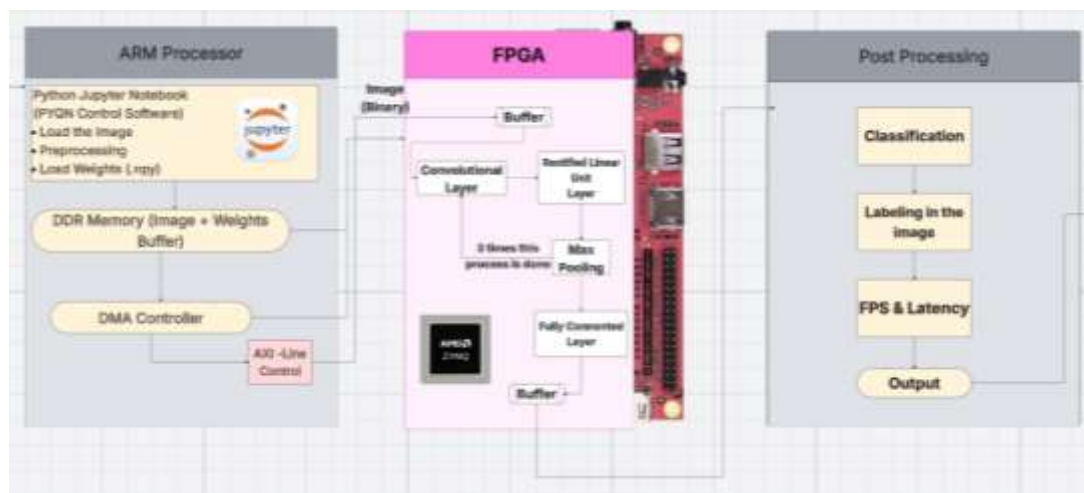 ARM Processor
Python Jupyter Notebook
(PYQN Control Software)
• Load the Image
• Preprocessing
• Load Weights (.npy)
jupyter
DDR Memory (Image + Weights
Buffer)
DMA Controller
AXI -Line
Control
Image
(Binary)
FPGA
Buffer
Convolutional
Layer
Rectified Linear
Unit
Layer
times this
process is done
Max
Pooling
Fully Connected
Layer
Buffer
AMD
ZYNQ
Post Processing
Classification
Labeling in the
image
FPS & Latency
Output